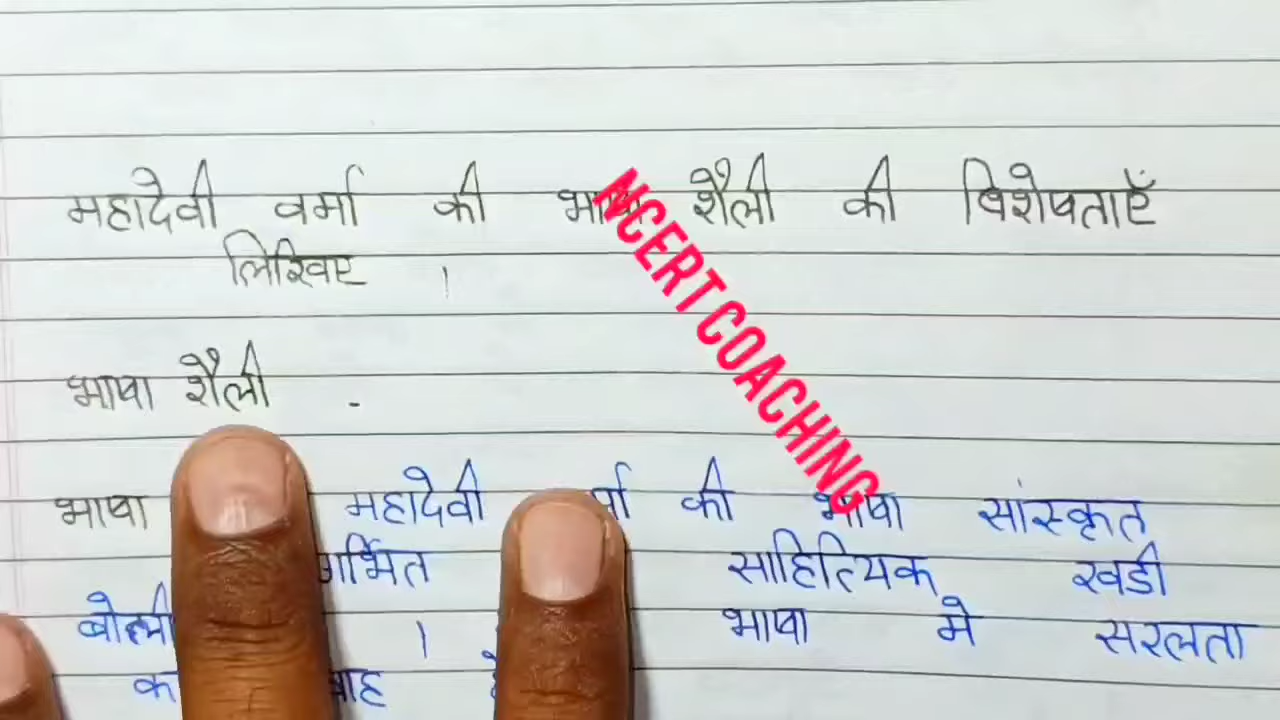 महादेवी वर्मा की भाषा शैली की विशेषताएँ
लिखिए ।
भाषा शैली -
भाषा महादेवी की भाषा सांस्कृत
गर्भित साहित्यिक खडी
बोली । भाषा मे सरलता
NCERT COACHING